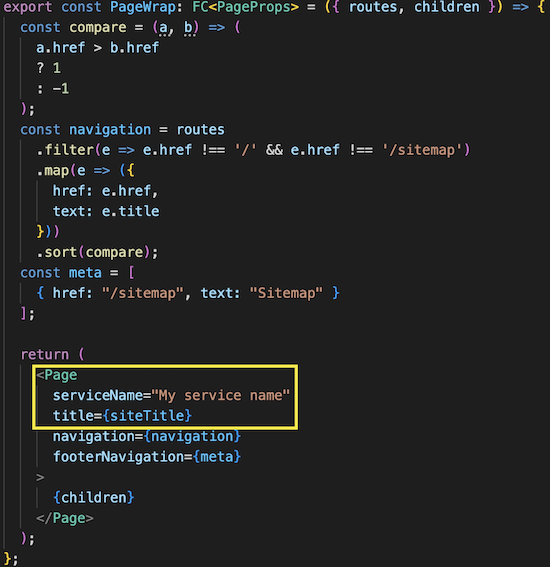 export const PageWrap: FC<PageProps> = ({ routes, children }) => {
  const compare = (a, b) => (
    a.href > b.href
    ? 1
    : -1
  );
  const navigation = routes
    .filter(e => e.href !== '/' && e.href !== '/sitemap')
    .map(e => ({
      href: e.href,
      text: e.title
    }))
    .sort(compare);
  const meta = [
    { href: "/sitemap", text: "Sitemap" }
  ];

  return (
    <Page
      serviceName="My service name"
      title={siteTitle}
      navigation={navigation}
      footerNavigation={meta}
    >
      {children}
    </Page>
  );
};